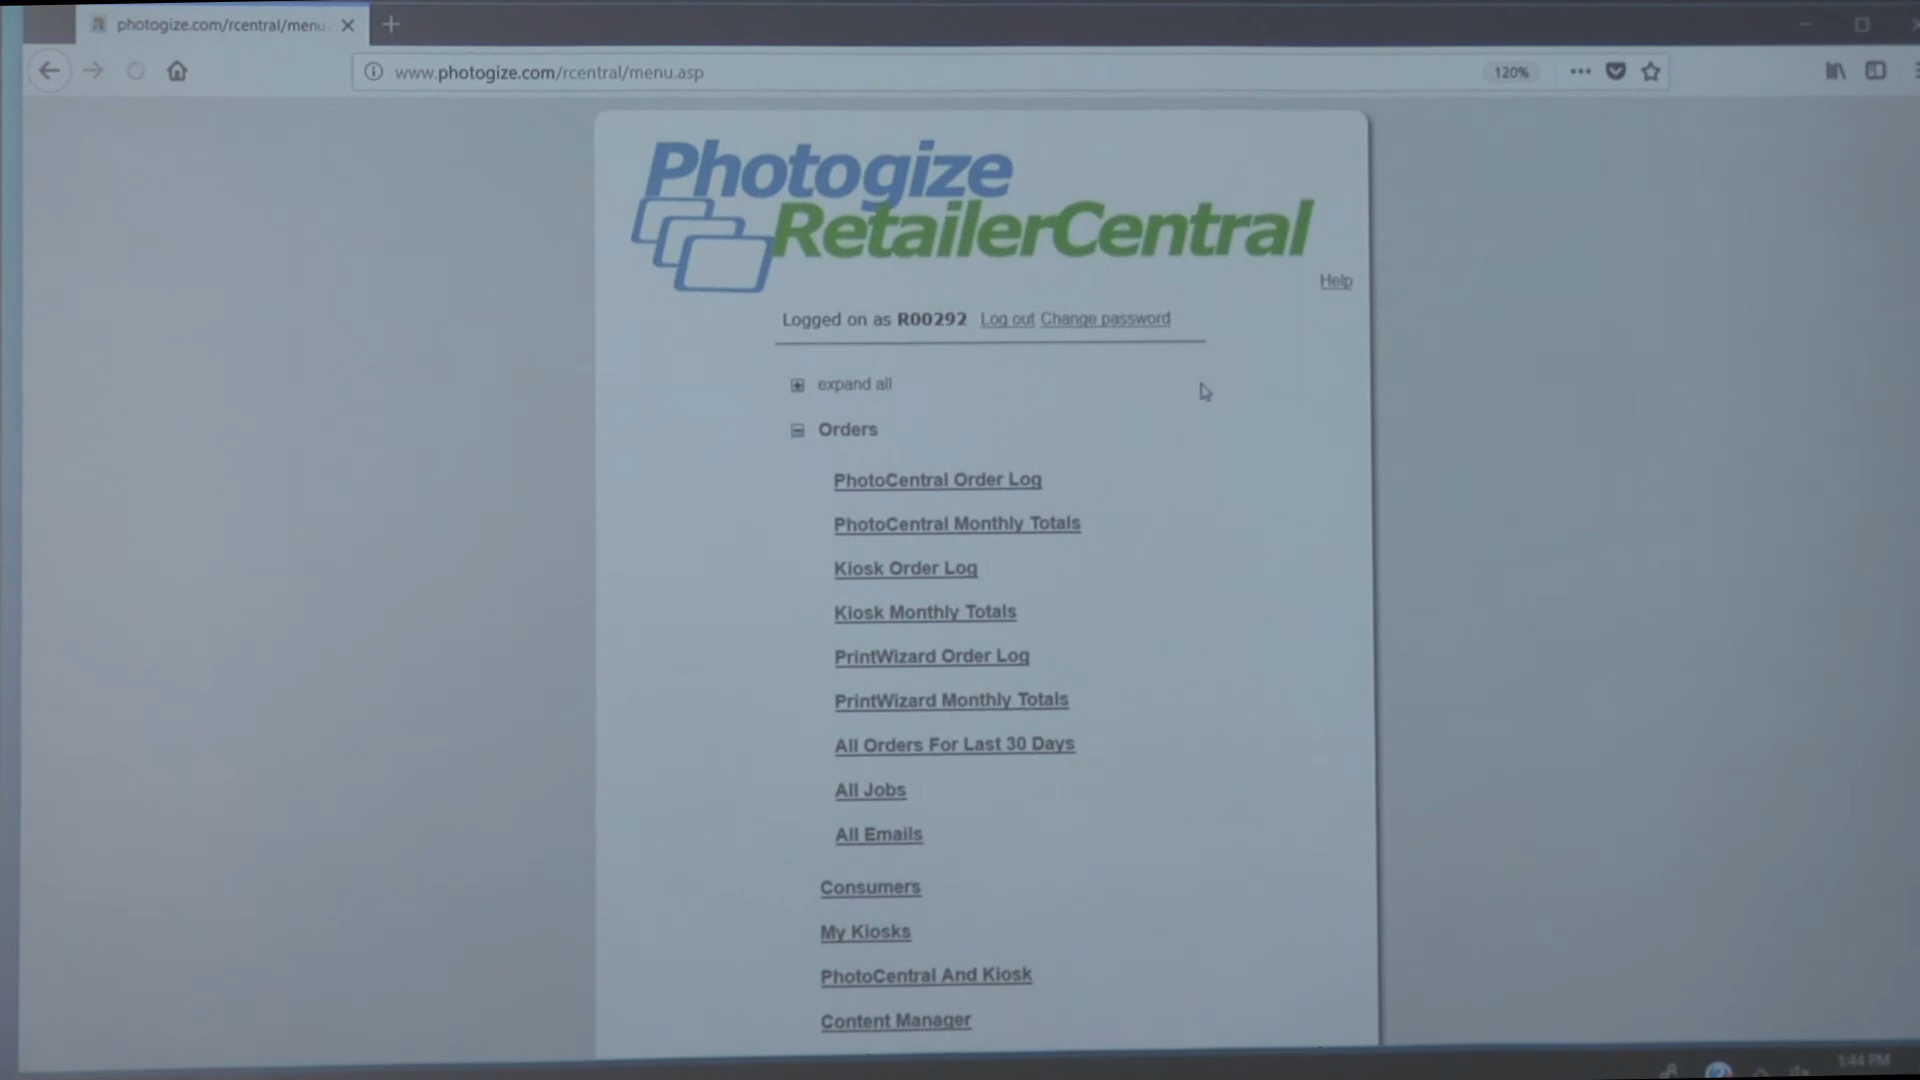 photogize.com/rcentral/menu
www.photogize.com/rcentral/menu.asp
120%
Photogize
RetailerCentral
Help
Logged on as R00292 Log out Change password
expand all
Orders
PhotoCentral Order Log
PhotoCentral Monthly Totals
Kiosk Order Log
Kiosk Monthly Totals
PrintWizard Order Log
PrintWizard Monthly Totals
All Orders For Last 30 Days
All Jobs
All Emails
Consumers
My Kiosks
PhotoCentral And Kiosk
Content Manager
1:44 PM